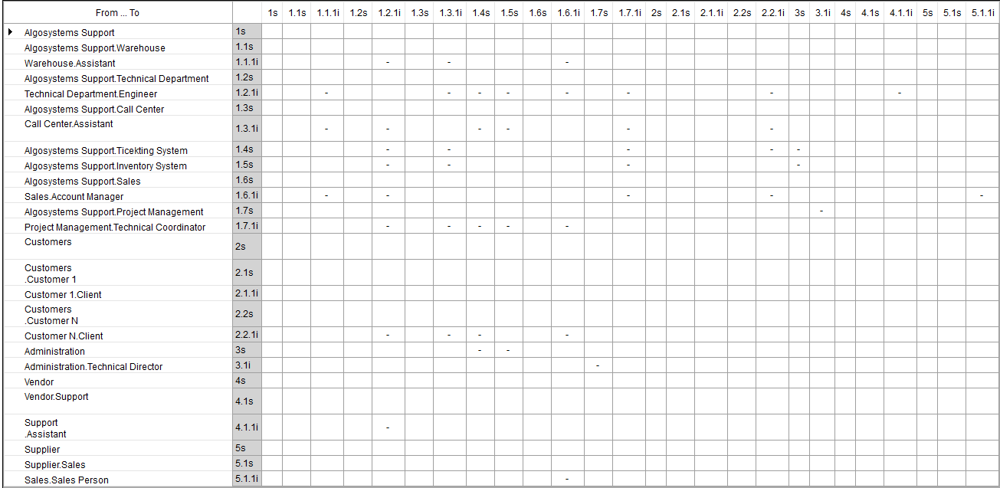 From ... To 1s 1.1s 1.1.1i 1.2s 1.2.1i 1.3s 1.3.1i 1.4s 1.5s 1.6s 1.6.1i 1.7s 1.7.1i 2s 2.1s 2.1.1i 2.2s 2.2.1i 3s 3.1i 4s 4.1s 4.1.1i 5s 5.1s 5.1.1i
Algosystems Support 1s
Algosystems Support.Warehouse 1.1s
Warehouse.Assistant 1.1.1i - - -
Algosystems Support.Technical Department 1.2s
Technical Department.Engineer 1.2.1i - - - - - - - -
Algosystems Support.Call Center 1.3s
Call Center.Assistant 1.3.1i - - - - - -
Algosystems Support.Ticekting System 1.4s - - - - -
Algosystems Support.Inventory System 1.5s - - - -
Algosystems Support.Sales 1.6s
Sales.Account Manager 1.6.1i - - - - -
Algosystems Support.Project Management 1.7s -
Project Management.Technical Coordinator 1.7.1i - - - - -
Customers 2s
Customers
.Customer 1 2.1s
Customer 1.Client 2.1.1i
Customers
.Customer N 2.2s
Customer N.Client 2.2.1i - - - -
Administration 3s - -
Administration.Technical Director 3.1i -
Vendor 4s
Vendor.Support 4.1s
Support
.Assistant 4.1.1i -
Supplier 5s
Supplier.Sales 5.1s
Sales.Sales Person 5.1.1i -